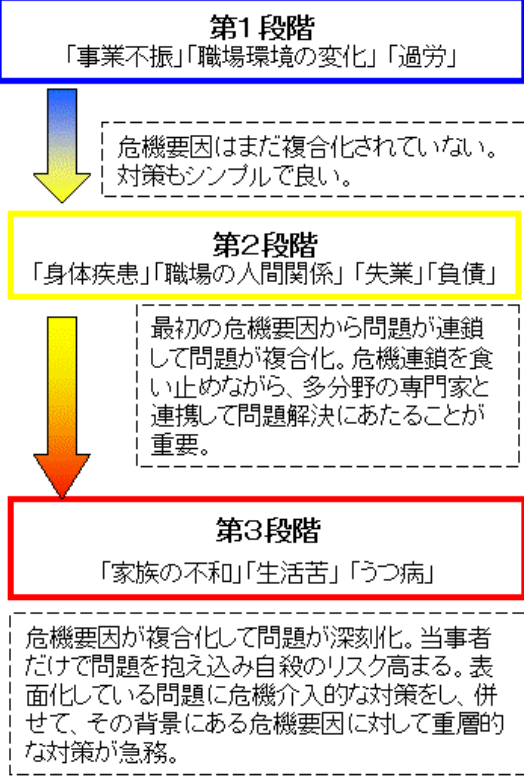 第1段階
「事業不振」「職場環境の変化」「過労」
危機要因はまだ複合化されていない。
対策もシンプルで良い。
第2段階
「身体疾患」「職場の人間関係」「失業」「負債」
最初の危機要因から問題が連鎖
して問題が複合化。危機連鎖を食
い止めながら、多分野の専門家と
連携して問題解決にあたることが
重要。
第3段階
「家族の不和」「生活苦」「うつ病」
危機要因が複合化して問題が深刻化。当事者
だけで問題を抱え込み自殺のリスク高まる。表
面化している問題に危機介入的な対策をし、併
せて、その背景にある危機要因に対して重層的
な対策が急務。